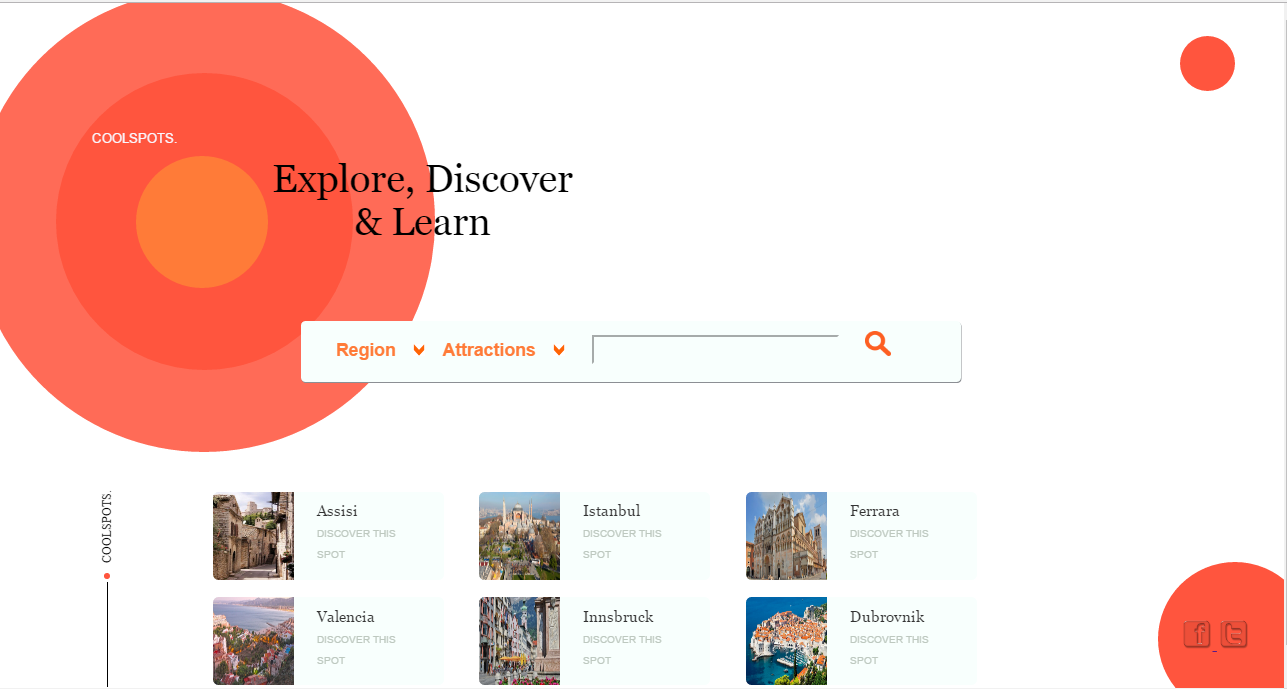 COOLSPOTS.
Explore, Discover
& Learn
Region Attractions
COOLSPOTS.
Assisi
DISCOVER THIS
SPOT
Istanbul
DISCOVER THIS
SPOT
Ferrara
DISCOVER THIS
SPOT
Valencia
DISCOVER THIS
SPOT
Innsbruck
DISCOVER THIS
SPOT
Dubrovnik
DISCOVER THIS
SPOT
f t